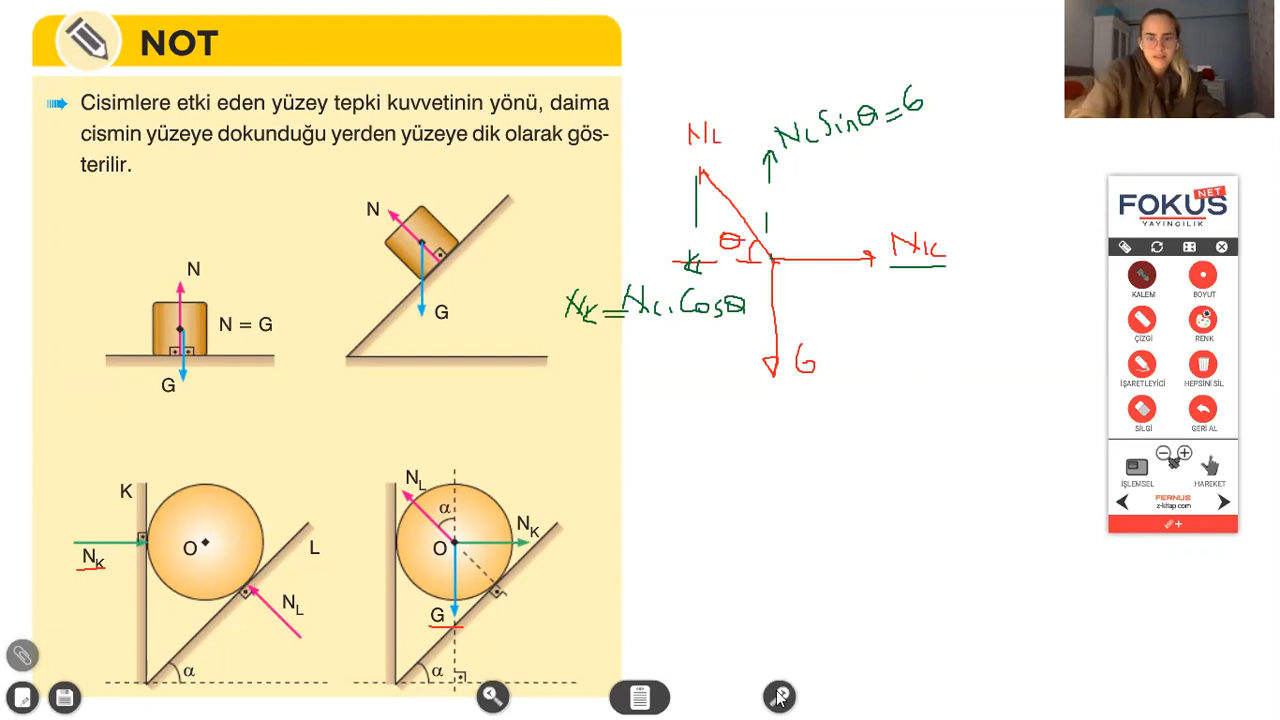 NOT
Cisimlere etki eden yüzey tepki kuvvetinin yönü, daima
cismin yüzeye dokunduğu yerden yüzeye dik olarak gös-
terilir.
N
G
N = G
N
G
K
O
L
N_K
N_L
α
N_L
α
N_K
O
G
α
N_L
N_L Sinθ = G
θ
N_K
N_K = N_L . Cosθ
G
FOKUS
NET
YAYINCILIK
KALEM
BOYUT
ÇİZGİ
RENK
İŞARETLEYİCİ
HEPSİNİ SİL
SİLGİ
GERİ AL
İŞLEMSEL
HAREKET
PERNUS
z-kitap.com